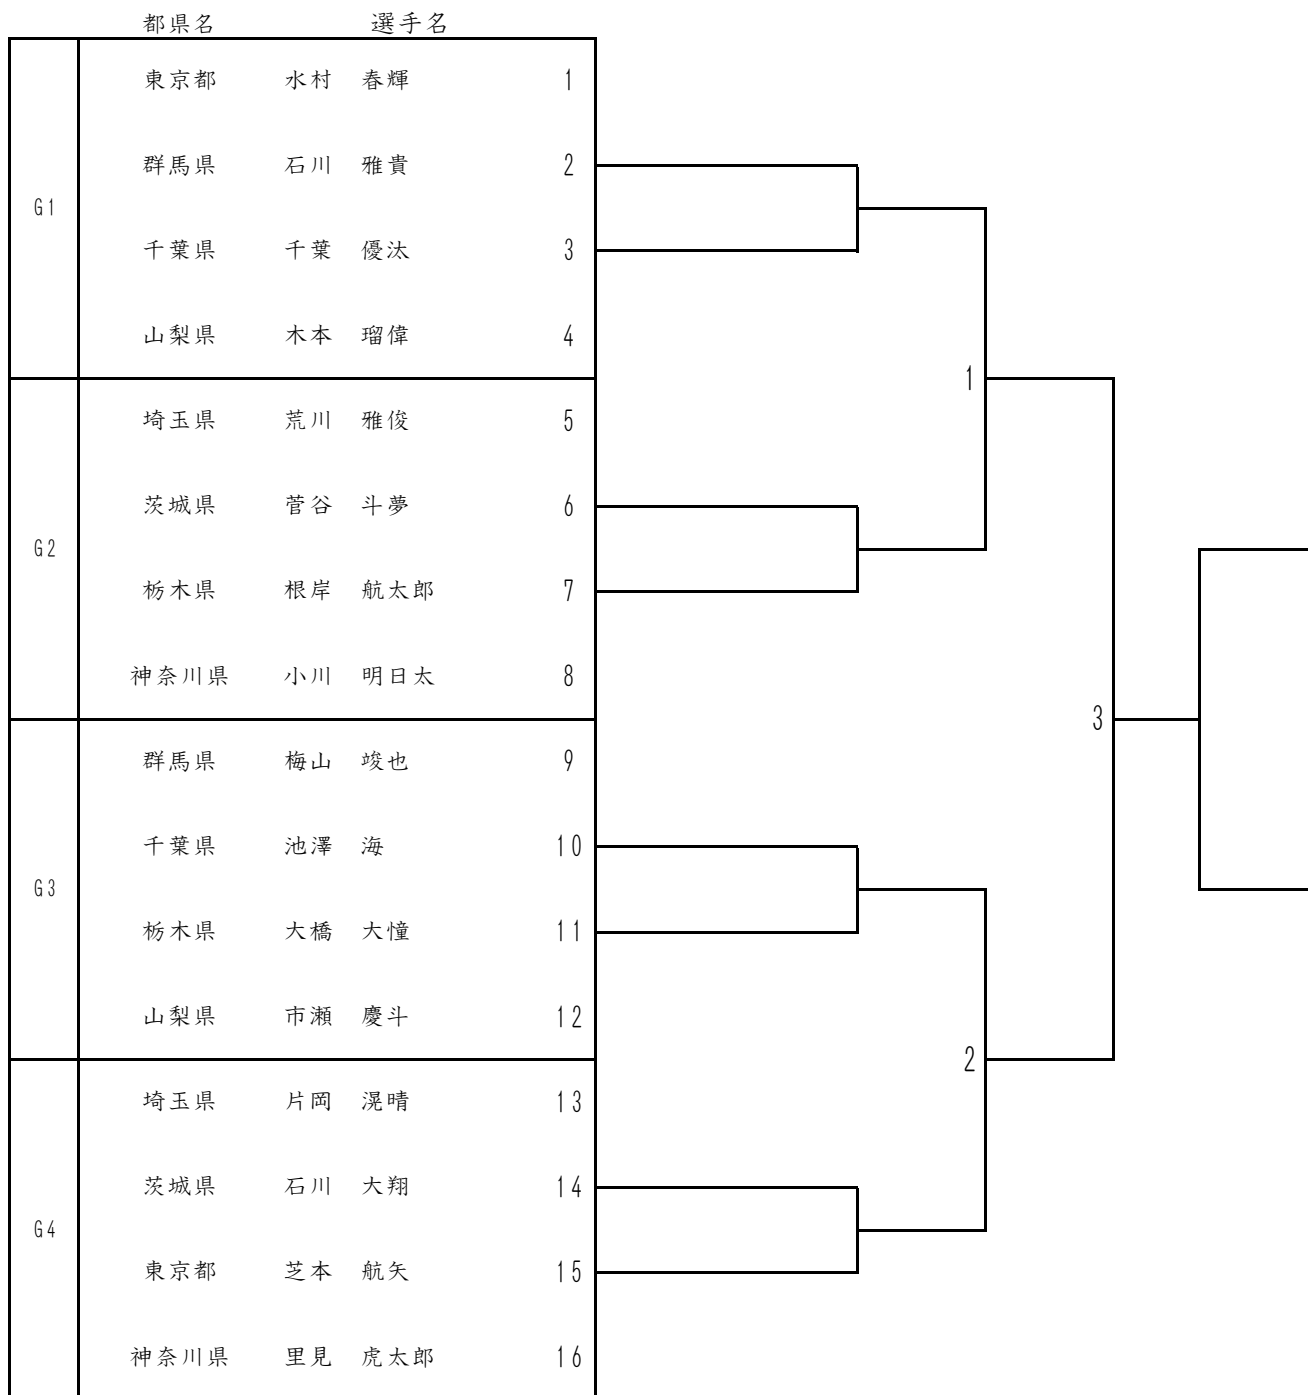 都県名 選手名
東京都 水村 春輝 1
群馬県 石川 雅貴 2
G1
千葉県 千葉 優汰 3
山梨県 木本 瑠偉 4
1
埼玉県 荒川 雅俊 5
茨城県 菅谷 斗夢 6
G2
栃木県 根岸 航太郎 7
神奈川県 小川 明日太 8
3
群馬県 梅山 竣也 9
千葉県 池澤 海 10
G3
栃木県 大橋 大憧 11
山梨県 市瀬 慶斗 12
2
埼玉県 片岡 滉晴 13
茨城県 石川 大翔 14
G4
東京都 芝本 航矢 15
神奈川県 里見 虎太郎 16